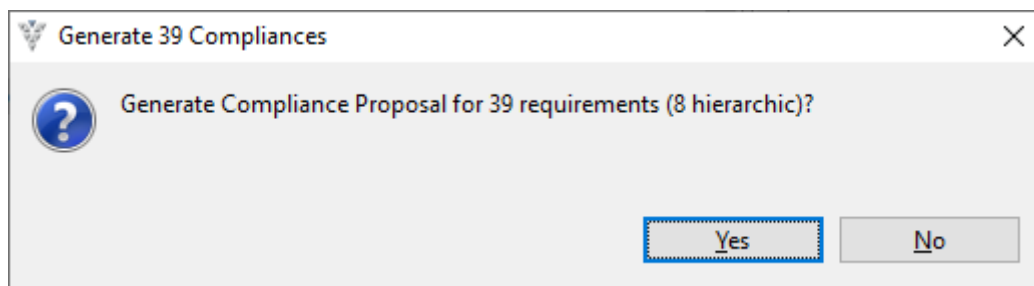 Generate 39 Compliances
Generate Compliance Proposal for 39 requirements (8 hierarchic)?
Yes
No